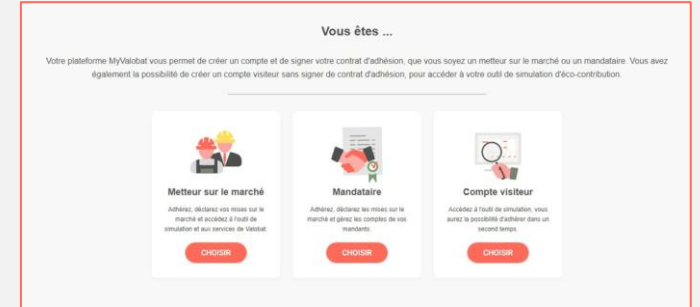 Vous êtes ...
Votre plateforme MyValobat vous permet de créer un compte et de signer votre contrat d'adhésion, que vous soyez un metteur sur le marché ou un mandataire. Vous avez
également la possibilité de créer un compte visiteur sans signer de contrat d'adhésion, pour accéder à votre outil de simulation d'éco-contribution.
Metteur sur le marché
Adhérez, déclarez vos mises sur le
marché et accédez à l'outil de
simulation et aux services de Valobat.
CHOISIR
Mandataire
Adhérez, déclarez les mises sur le
marché et gérez les comptes de vos
mandants.
CHOISIR
Compte visiteur
Accédez à l'outil de simulation, vous
aurez la possibilité d'adhérer dans un
second temps.
CHOISIR